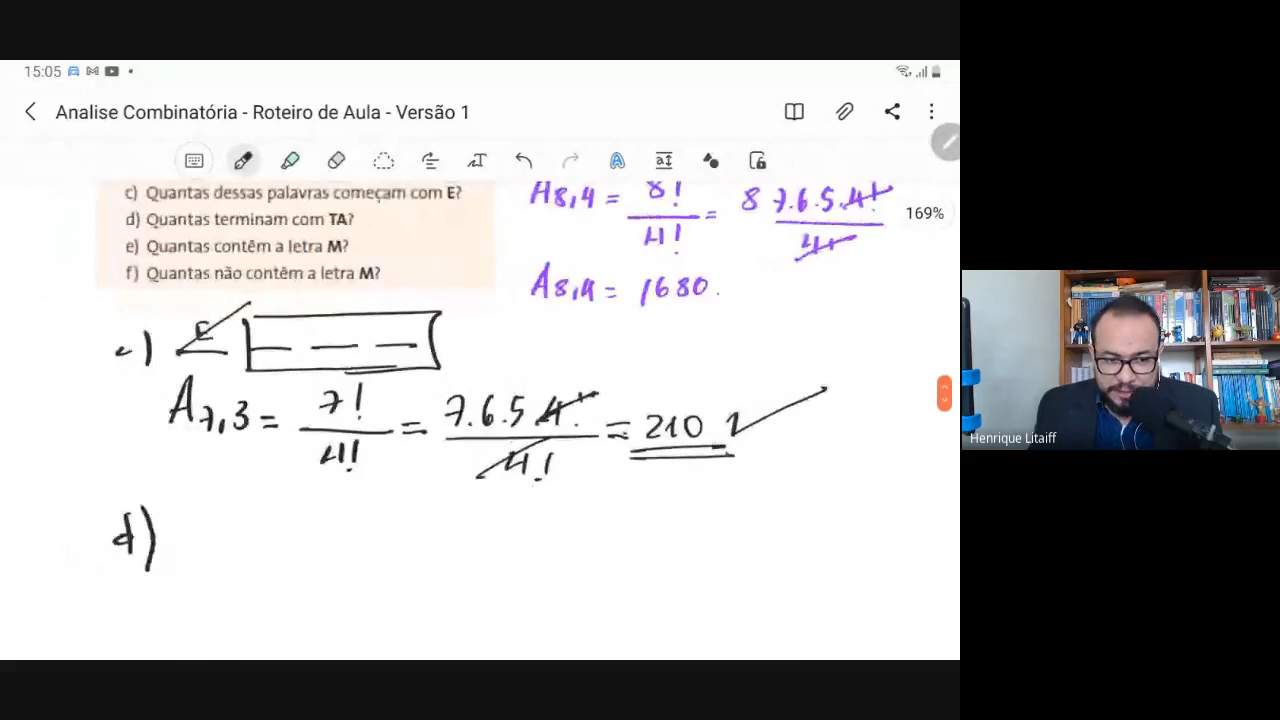 15:05
Analise Combinatória - Roteiro de Aula - Versão 1
c) Quantas dessas palavras começam com E?
d) Quantas terminam com TA?
e) Quantas contêm a letra M?
f) Quantas não contêm a letra M?
A8,4 = 8!/4! = 8 7.6.5.4!/4!
169%
A8,4 = 1680.
c) E _ _ _
A7,3 = 7!/4! = 7.6.5 4!/4! = 210
d)
Henrique Litaiff